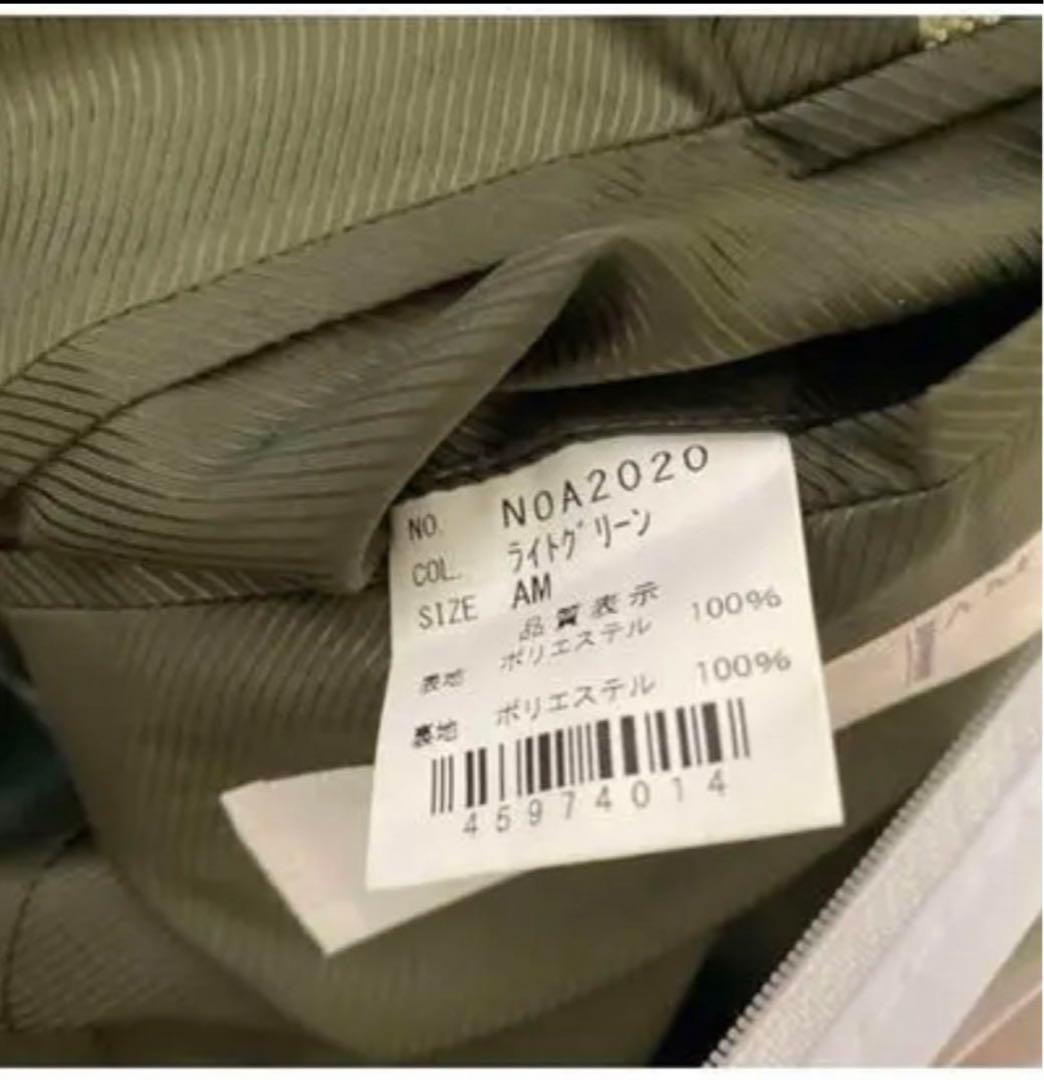 NO. NOA2020
COL. ライトグリーン
SIZE AM
品質表示
表地 ポリエステル 100%
裏地 ポリエステル 100%
45974014